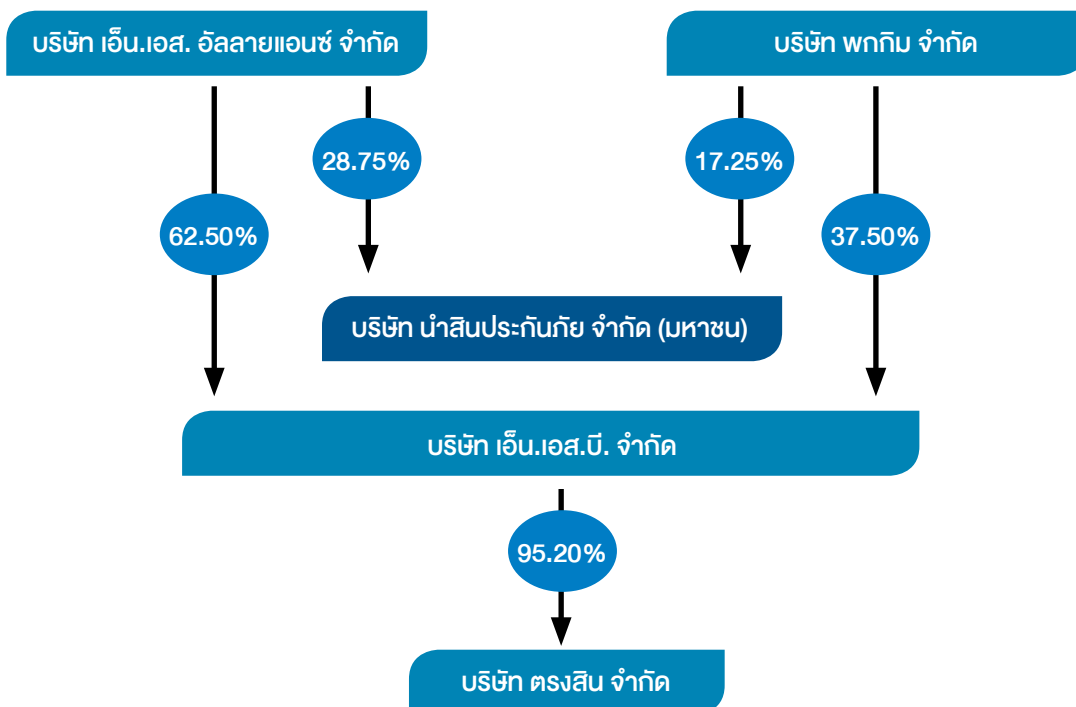 บริษัท เอ็น.เอส. อัลลายแอนซ์ จำกัด
บริษัท พกกิม จำกัด
28.75%
17.25%
62.50%
37.50%
บริษัท นำสินประกันภัย จำกัด (มหาชน)
บริษัท เอ็น.เอส.บี. จำกัด
95.20%
บริษัท ตรงสิน จำกัด